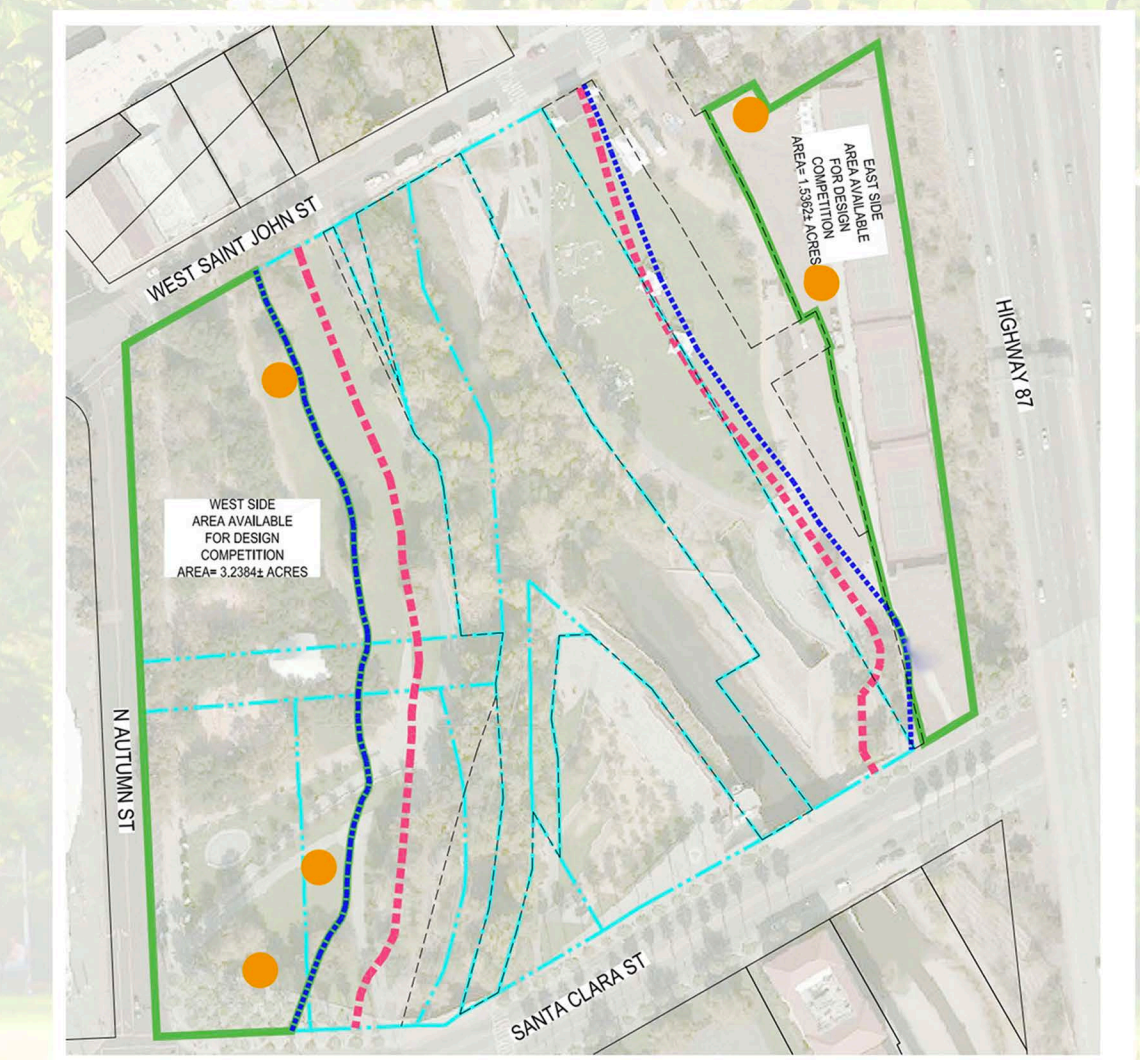 WEST SAINT JOHN ST
EAST SIDE
AREA AVAILABLE
FOR DESIGN
COMPETITION
AREA= 1.5362± ACRES
HIGHWAY 87
WEST SIDE
AREA AVAILABLE
FOR DESIGN
COMPETITION
AREA= 3.2384± ACRES
N AUTUMN ST
SANTA CLARA ST